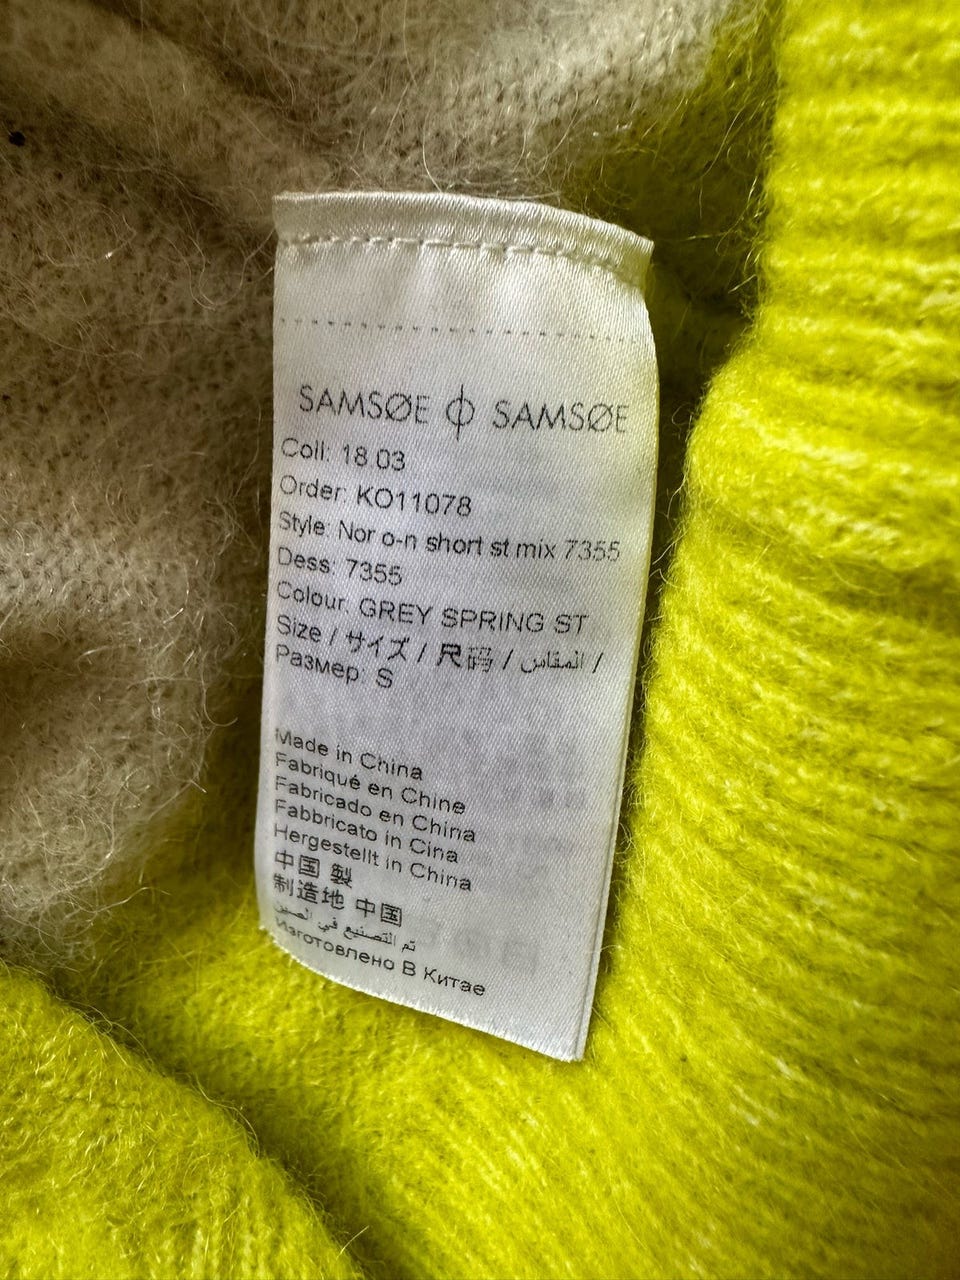 SAMSØE ϕ SAMSØE
Coll: 18.03
Order: KO11078
Style: Nor o-n short st mix 7355
Dess: 7355
Colour: GREY SPRING ST
Size / サイズ / 尺码 / المقاس /
Размер: S
Made in China
Fabriqué en Chine
Fabricado en China
Fabbricato in Cina
Hergestellt in China
中国 製
制造地 中国
تم التصنيع في الصين
Изготовлено В Китае